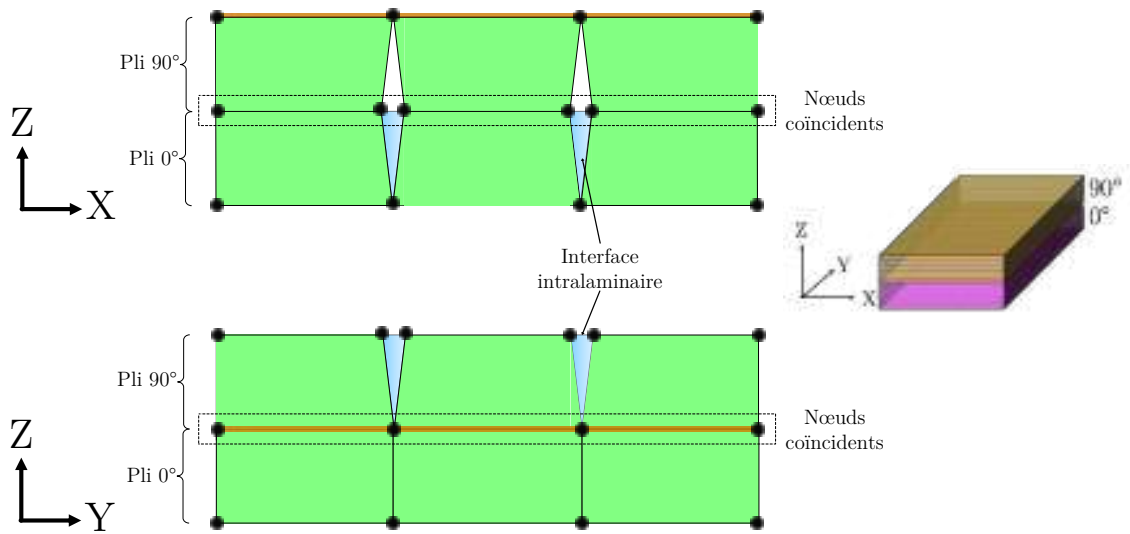 Pli 90°
Nœuds
coïncidents
Pli 0°
Z
X
Interface
intralaminaire
90°
0°
Z
Y
X
Pli 90°
Nœuds
coïncidents
Pli 0°
Z
Y